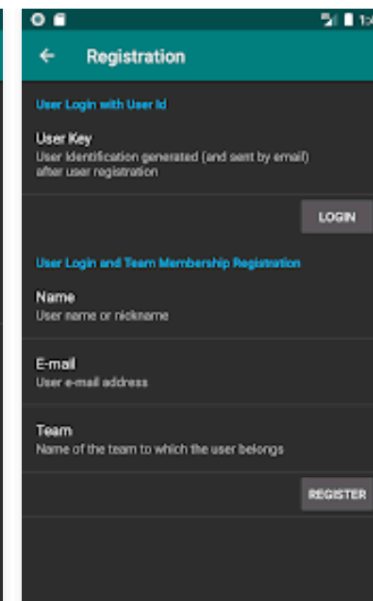 Registration
User Login with User Id
User Key
User Identification generated (and sent by email)
after user registration
LOGIN
User Login and Team Membership Registration
Name
User name or nickname
E-mail
User e-mail address
Team
Name of the team to which the user belongs
REGISTER